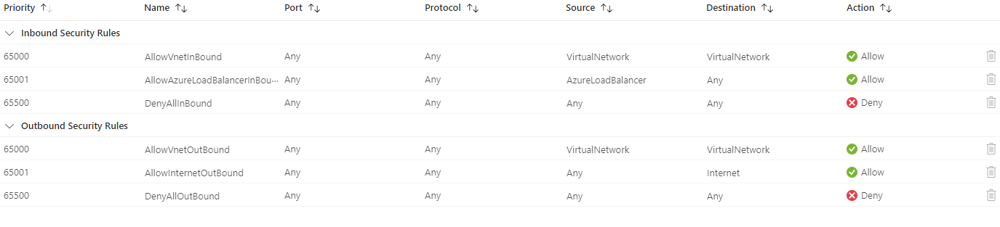 Priority ↑↓ Name ↑↓ Port ↑↓ Protocol ↑↓ Source ↑↓ Destination ↑↓ Action ↑↓
Inbound Security Rules
65000 AllowVnetInBound Any Any VirtualNetwork VirtualNetwork Allow
65001 AllowAzureLoadBalancerInBou··· Any Any AzureLoadBalancer Any Allow
65500 DenyAllInBound Any Any Any Any Deny
Outbound Security Rules
65000 AllowVnetOutBound Any Any VirtualNetwork VirtualNetwork Allow
65001 AllowInternetOutBound Any Any Any Internet Allow
65500 DenyAllOutBound Any Any Any Any Deny